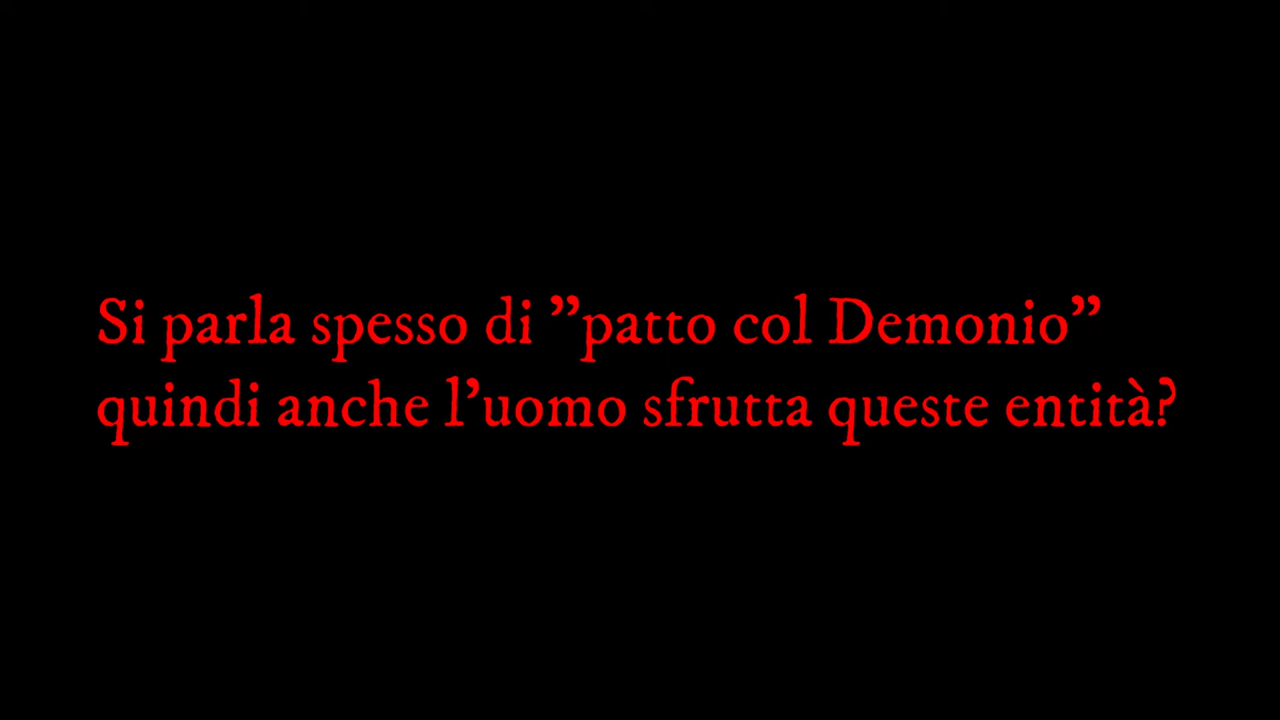 Si parla spesso di ”patto col Demonio”
quindi anche l’uomo sfrutta queste entità?